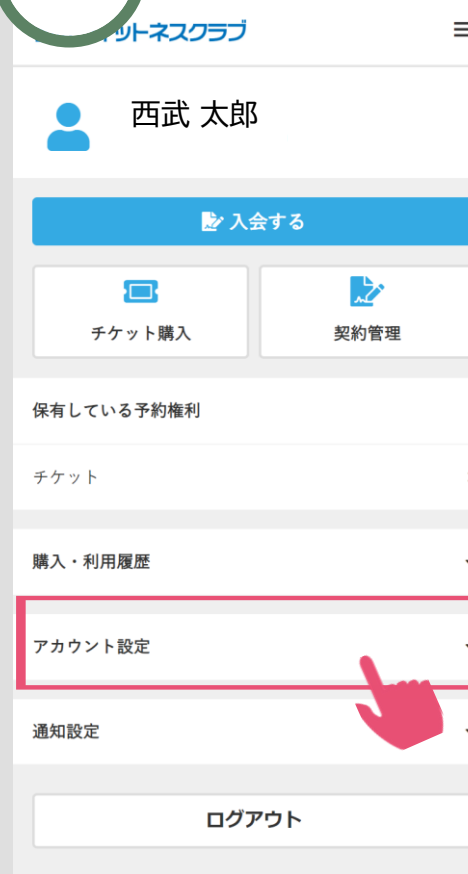 ットネスクラブ
西武 太郎
入会する
チケット購入
契約管理
保有している予約権利
チケット
購入・利用履歴
アカウント設定
通知設定
ログアウト